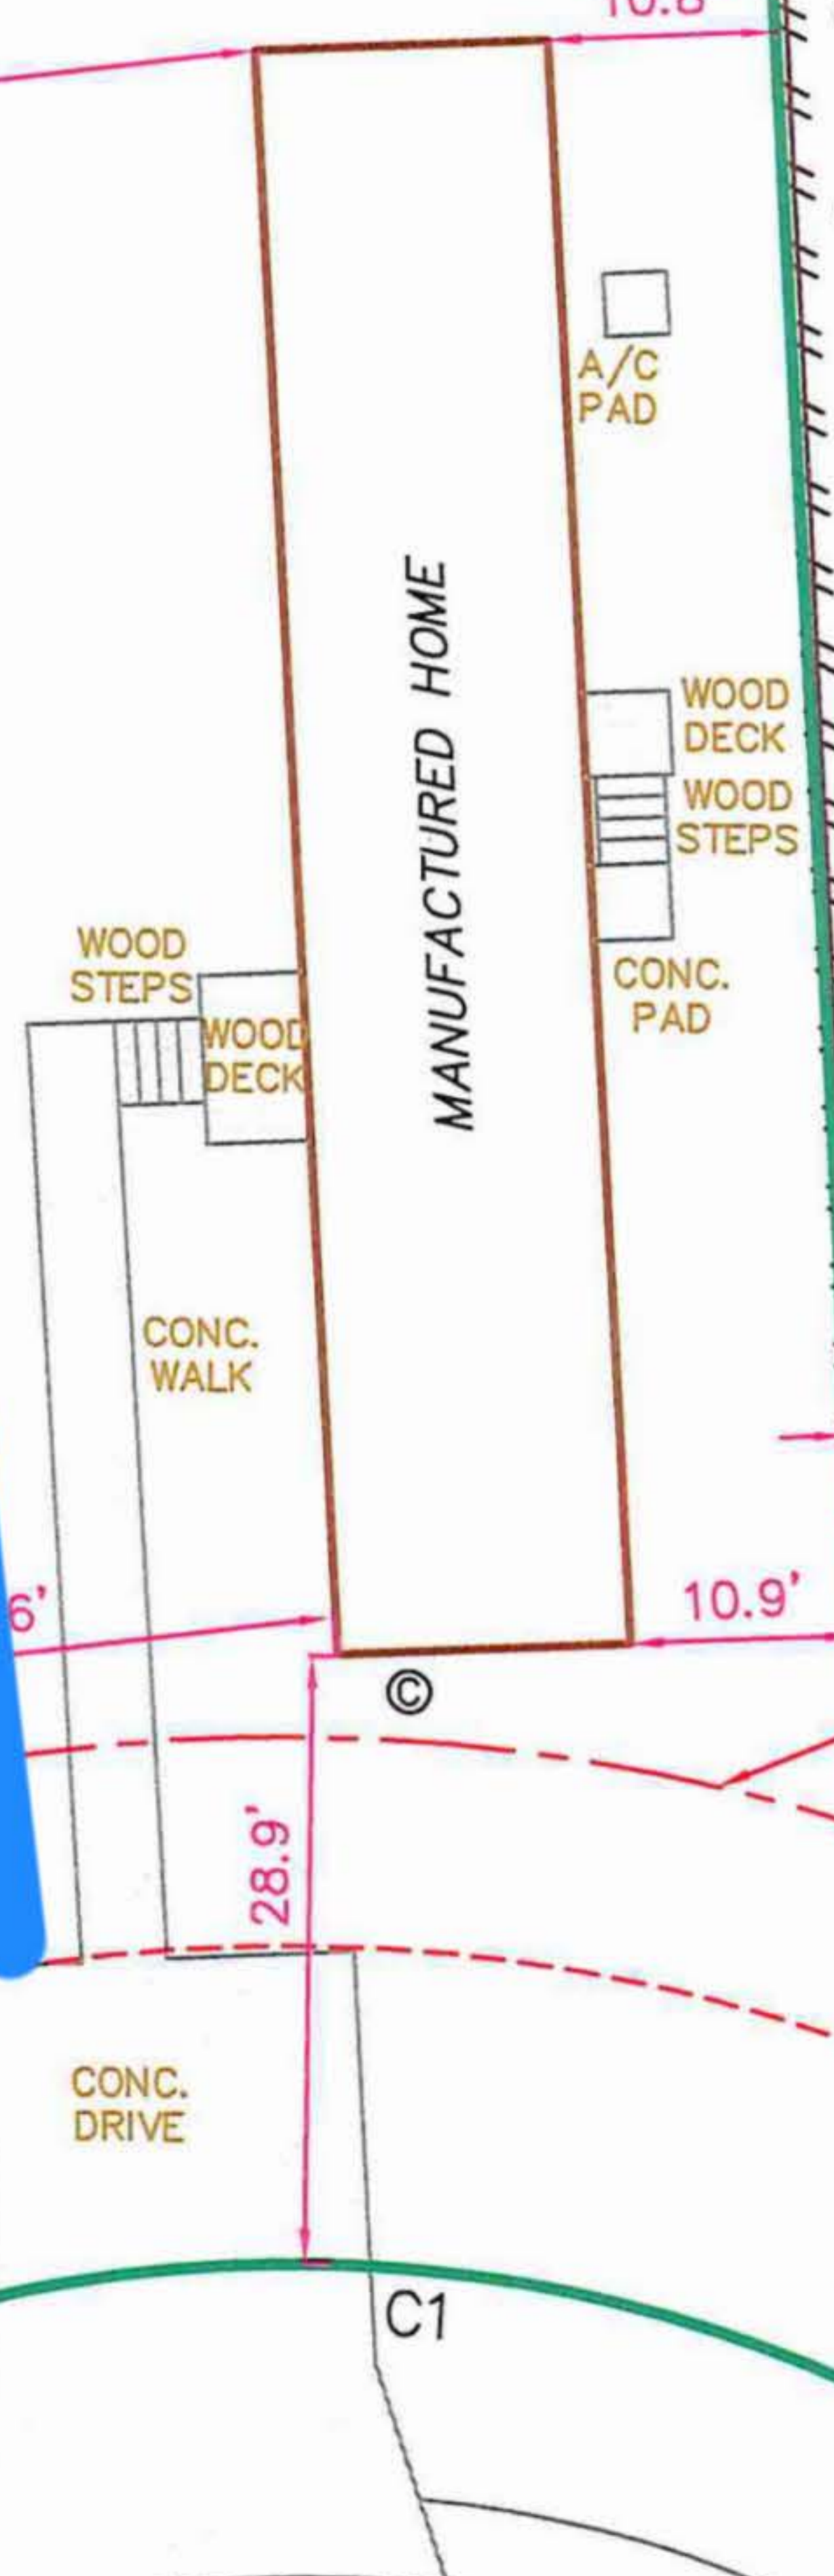 A/C
PAD
MANUFACTURED HOME
WOOD
DECK
WOOD
STEPS
CONC.
PAD
WOOD
STEPS
WOOD
DECK
CONC.
WALK
6'
10.9'
©
28.9'
CONC.
DRIVE
C1